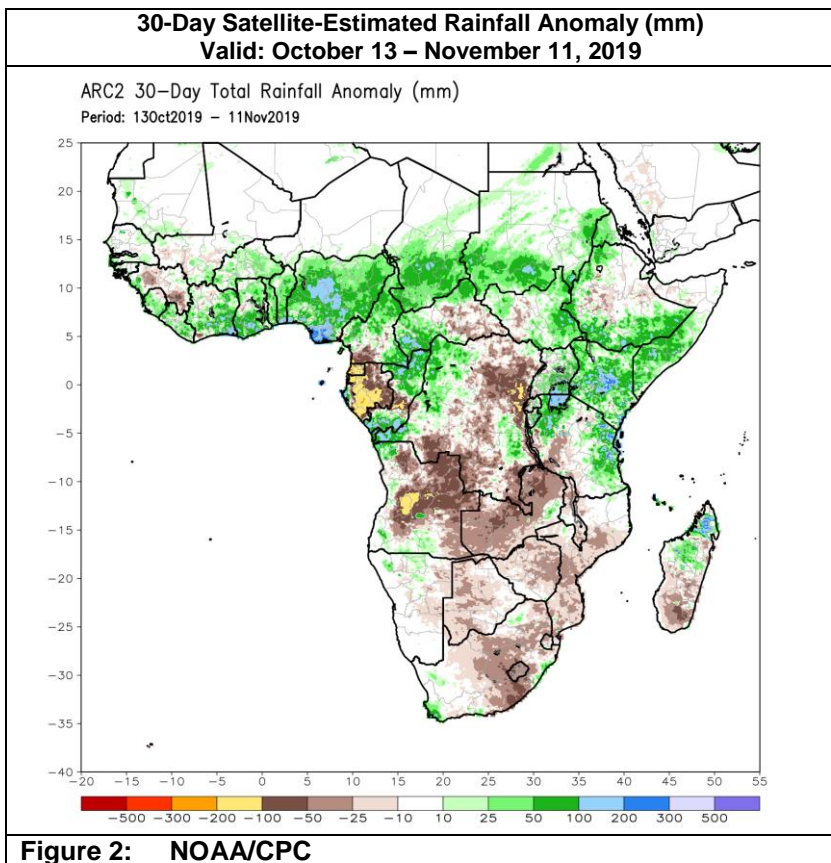 30-Day Satellite-Estimated Rainfall Anomaly (mm)
Valid: October 13 – November 11, 2019
ARC2 30-Day Total Rainfall Anomaly (mm)
Period: 13Oct2019 - 11Nov2019
25
20
15
10
5
0
-5
-10
-15
-20
-25
-30
-35
-40
-20 -15 -10 -5 0 5 10 15 20 25 30 35 40 45 50 55
-500 -300 -200 -100 -50 -25 -10 10 25 50 100 200 300 500
Figure 2: NOAA/CPC